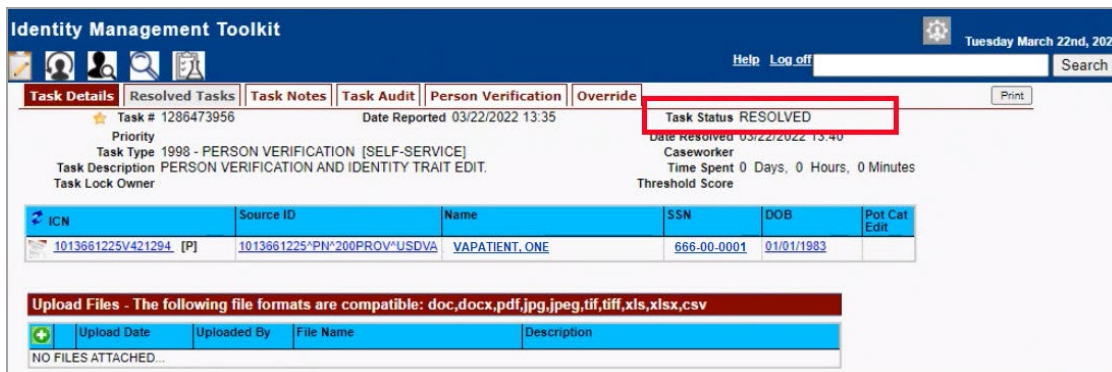 Identity Management Toolkit
Tuesday March 22nd, 202
Help Log off
Search
Task Details Resolved Tasks Task Notes Task Audit Person Verification Override
Print
Task # 1286473956 Date Reported 03/22/2022 13:35 Task Status RESOLVED
Priority Date Resolved 03/22/2022 13:40
Task Type 1998 - PERSON VERIFICATION [SELF-SERVICE] Caseworker
Task Description PERSON VERIFICATION AND IDENTITY TRAIT EDIT. Time Spent 0 Days, 0 Hours, 0 Minutes
Task Lock Owner Threshold Score
ICN Source ID Name SSN DOB Pot Cat Edit
1013661225V421294 [P] 1013661225^PN^200PROV^USDVA VAPATIENT, ONE 666-00-0001 01/01/1983
Upload Files - The following file formats are compatible: doc,docx,pdf,jpg,jpeg,tif,tiff,xls,xlsx,csv
Upload Date Uploaded By File Name Description
NO FILES ATTACHED...